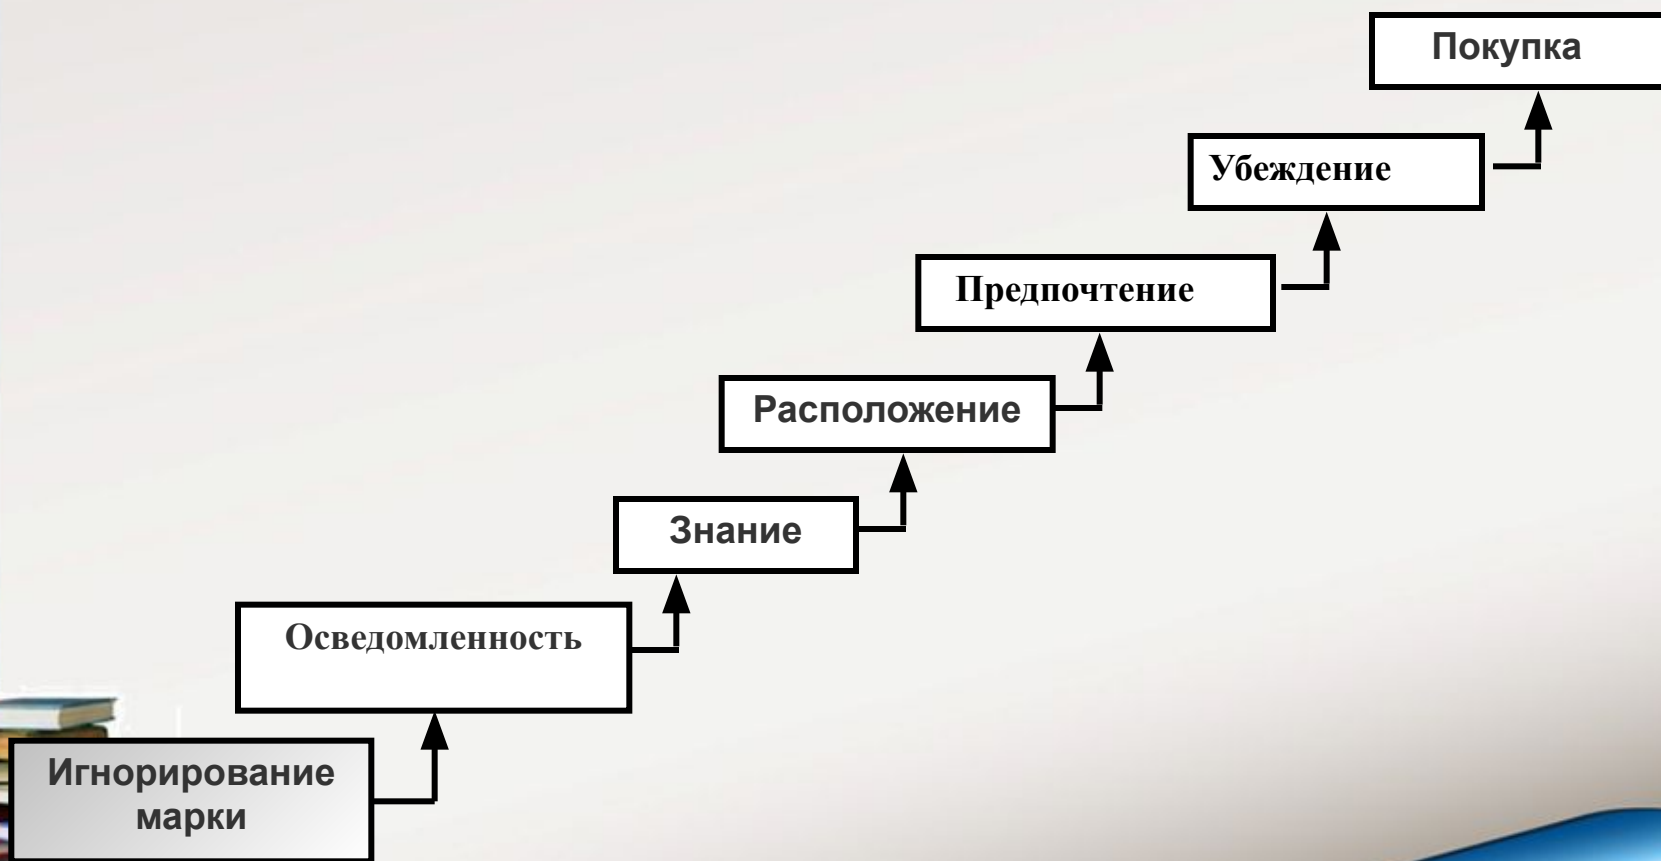 Покупка
Убеждение
Предпочтение
Расположение
Знание
Осведомленность
Игнорирование
марки